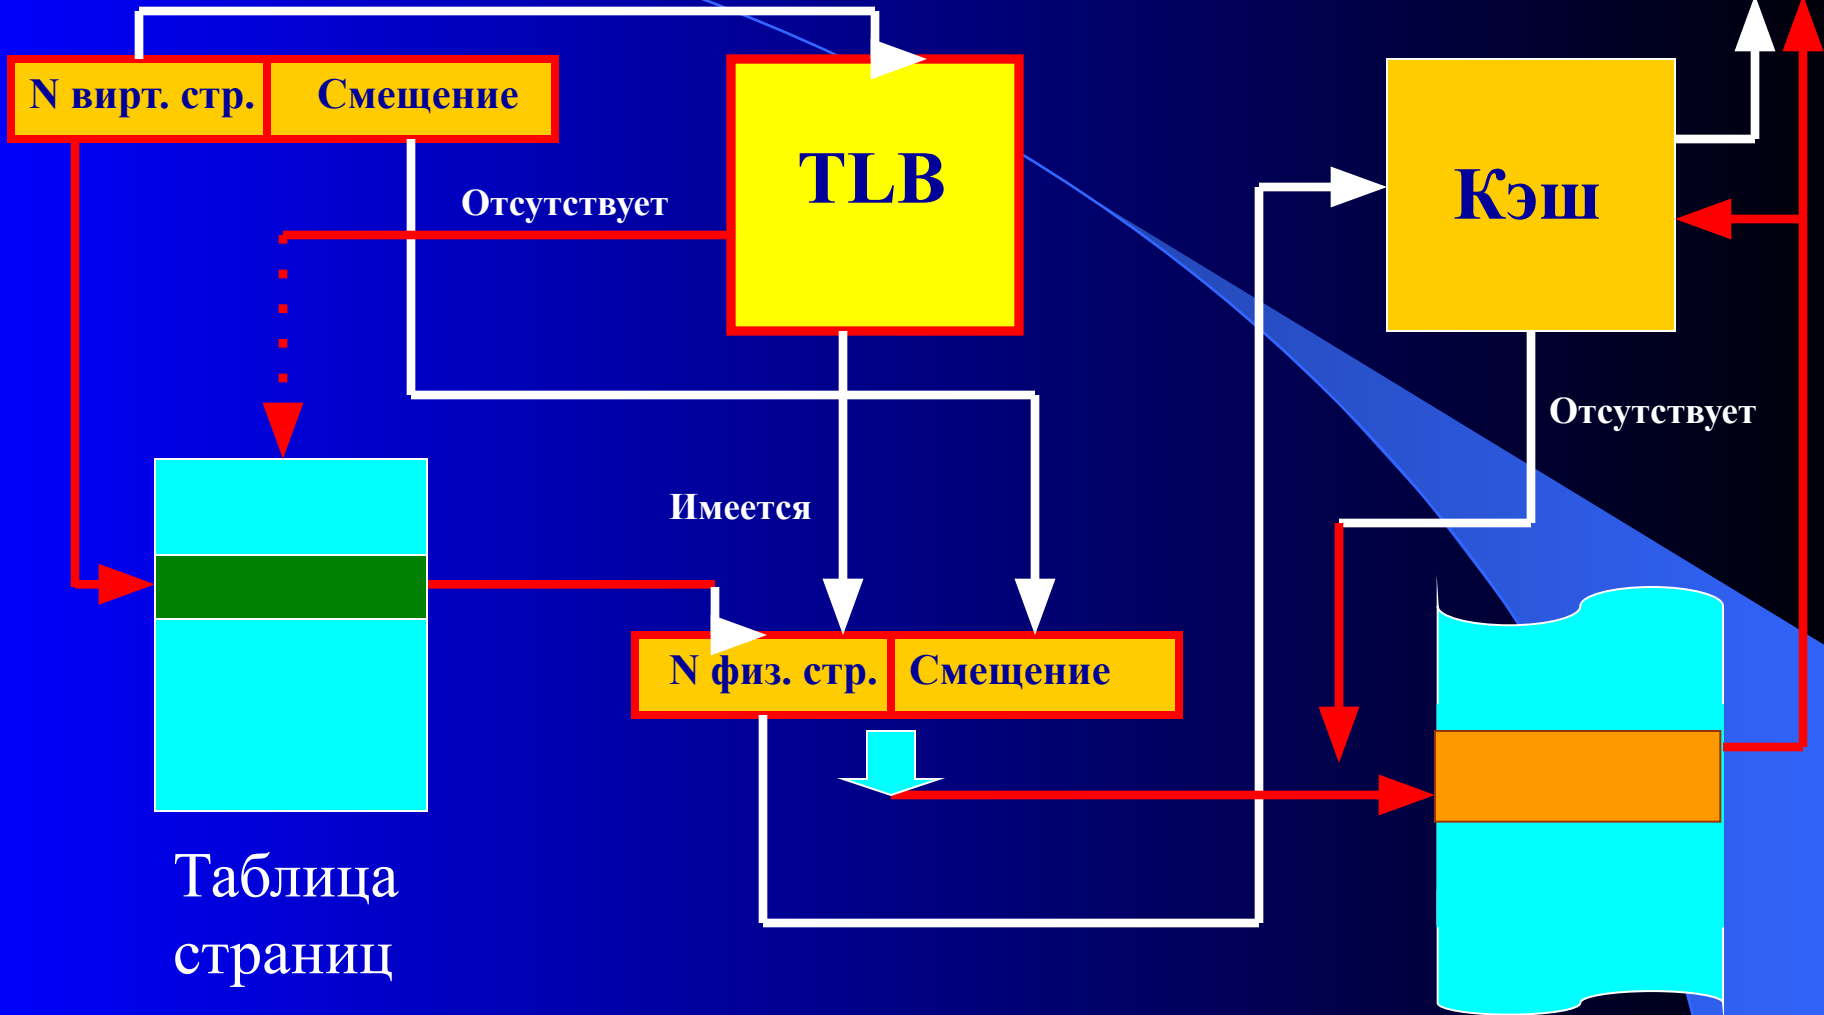 N вирт. стр. Смещение
TLB
Кэш
Отсутствует
Отсутствует
Имеется
N физ. стр. Смещение
Таблица
страниц